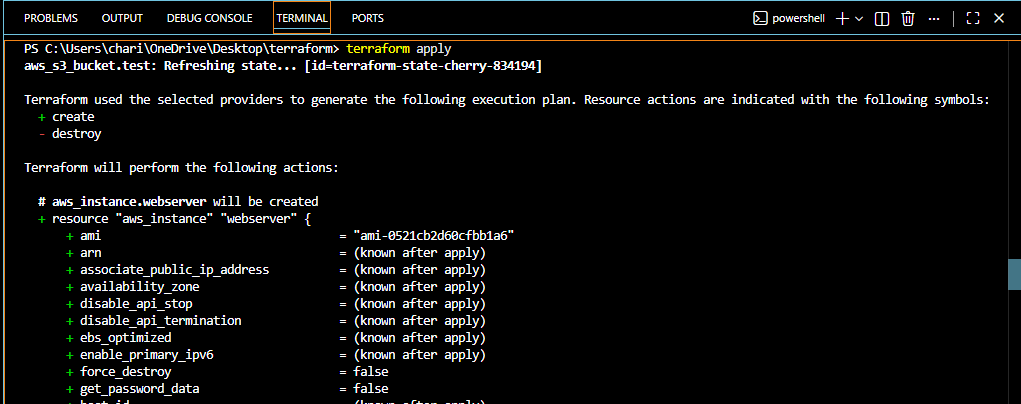 PROBLEMS OUTPUT DEBUG CONSOLE TERMINAL PORTS powershell
PS C:\Users\chari\OneDrive\Desktop\terraform> terraform apply
aws_s3_bucket.test: Refreshing state... [id=terraform-state-cherry-834194]
Terraform used the selected providers to generate the following execution plan. Resource actions are indicated with the following symbols:
+ create
- destroy
Terraform will perform the following actions:
# aws_instance.webserver will be created
+ resource "aws_instance" "webserver" {
+ ami = "ami-0521cb2d60cfbb1a6"
+ arn = (known after apply)
+ associate_public_ip_address = (known after apply)
+ availability_zone = (known after apply)
+ disable_api_stop = (known after apply)
+ disable_api_termination = (known after apply)
+ ebs_optimized = (known after apply)
+ enable_primary_ipv6 = (known after apply)
+ force_destroy = false
+ get_password_data = false